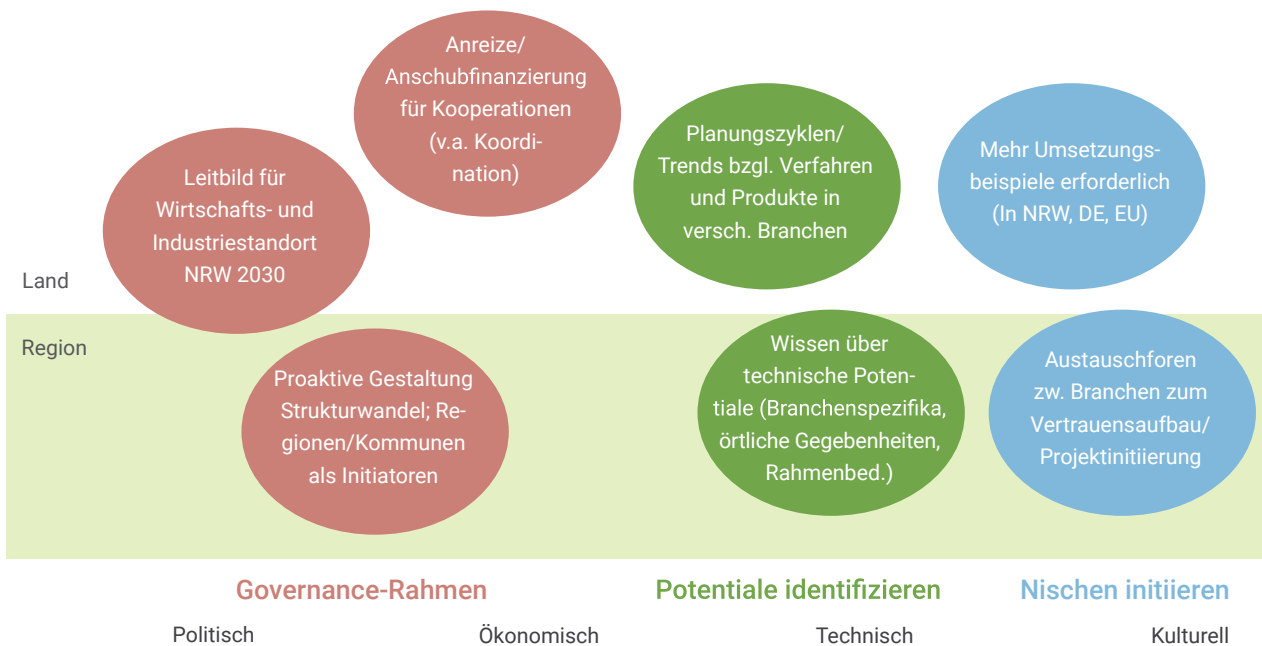 Anreize/
Anschubfinanzierung
für Kooperationen
(v.a. Koordi-
nation)
Leitbild für
Wirtschafts- und
Industriestandort
NRW 2030
Planungszyklen/
Trends bzgl. Verfahren
und Produkte in
versch. Branchen
Mehr Umsetzungs-
beispiele erforderlich
(In NRW, DE, EU)
Land
Region
Proaktive Gestaltung
Strukturwandel; Re-
gionen/Kommunen
als Initiatoren
Wissen über
technische Poten-
tiale (Branchenspezifika,
örtliche Gegebenheiten,
Rahmenbed.)
Austauschforen
zw. Branchen zum
Vertrauensaufbau/
Projektinitiierung
Governance-Rahmen
Potentiale identifizieren
Nischen initiieren
Politisch
Ökonomisch
Technisch
Kulturell